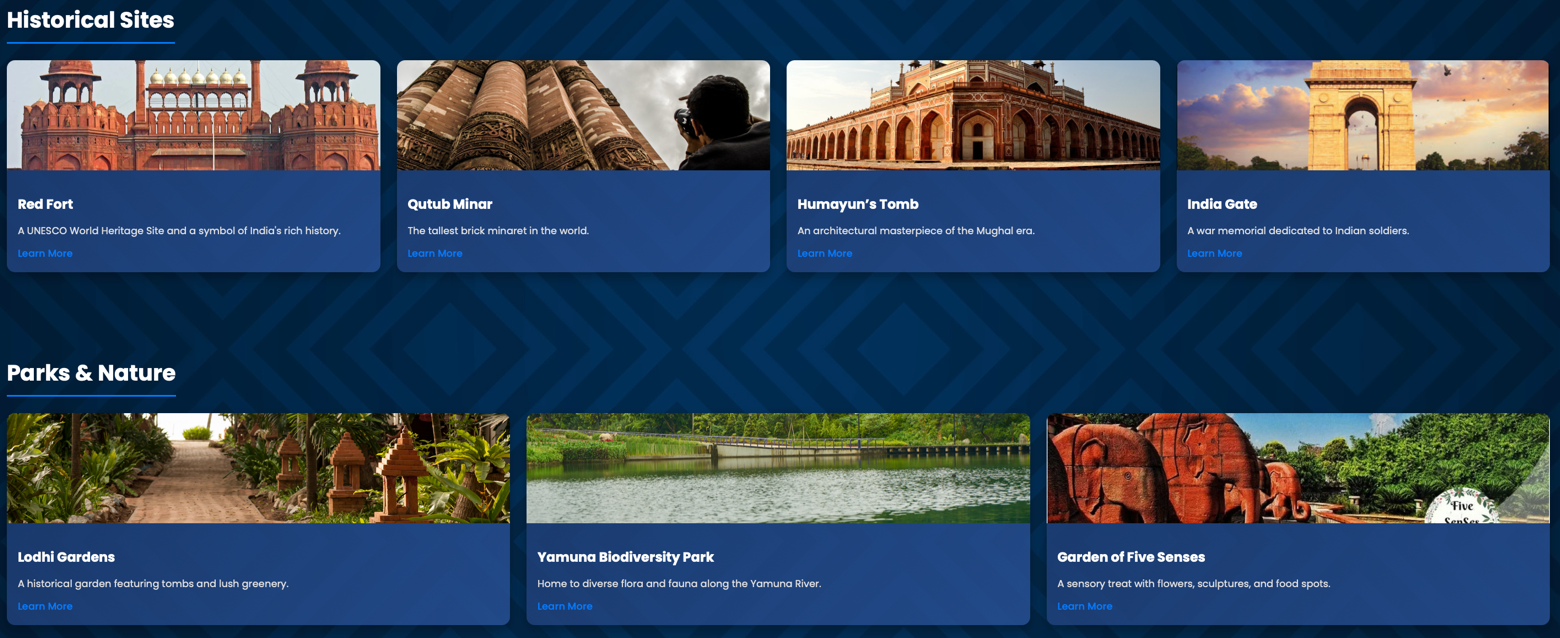 Historical Sites
Red Fort
A UNESCO World Heritage Site and a symbol of India's rich history.
Learn More
Qutub Minar
The tallest brick minaret in the world.
Learn More
Humayun’s Tomb
An architectural masterpiece of the Mughal era.
Learn More
India Gate
A war memorial dedicated to Indian soldiers.
Learn More
Parks & Nature
Five
SenSes
Lodhi Gardens
A historical garden featuring tombs and lush greenery.
Learn More
Yamuna Biodiversity Park
Home to diverse flora and fauna along the Yamuna River.
Learn More
Garden of Five Senses
A sensory treat with flowers, sculptures, and food spots.
Learn More